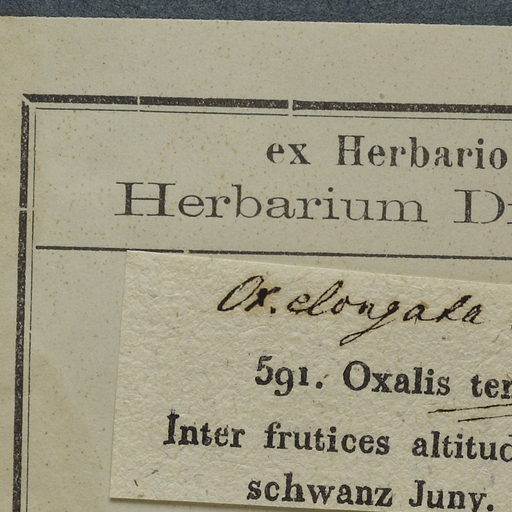 ex Herbario
Herbarium
Ox. elongata
591. Oxalis
Inter frutices
schwanz Juny.